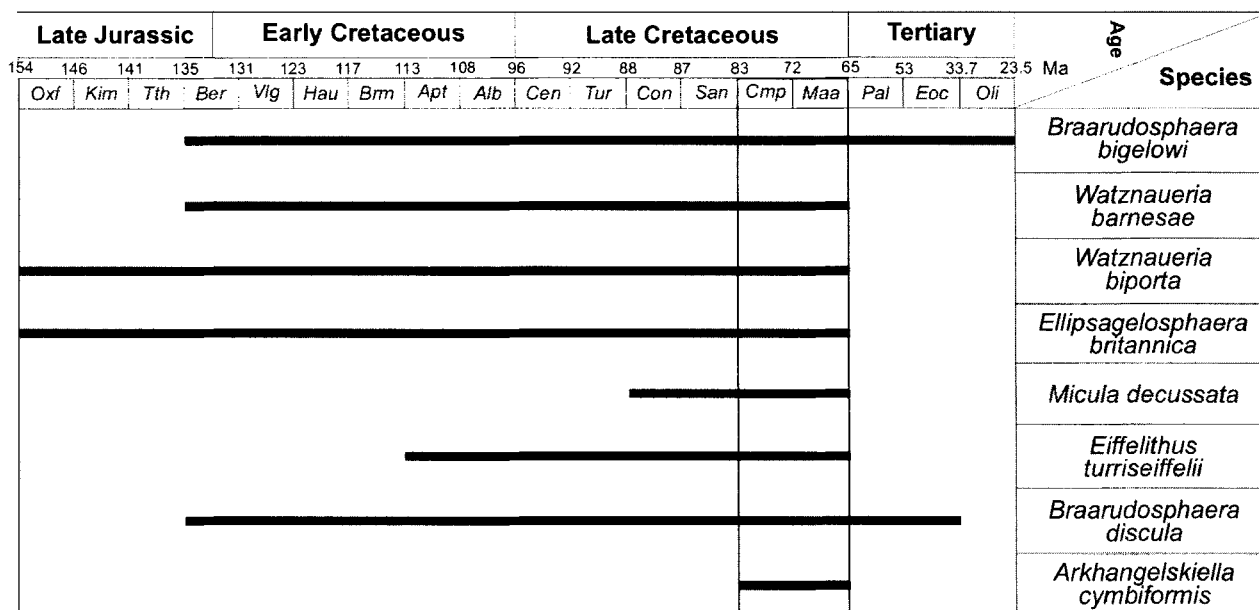 Late Jurassic Early Cretaceous Late Cretaceous Tertiary Age
154 146 141 135 131 123 117 113 108 96 92 88 87 83 72 65 53 33.7 23.5 Ma Species
Oxf Kim Tth Ber Vlg Hau Brm Apt Alb Cen Tur Con San Cmp Maa Pal Eoc Oli
Braarudosphaera
bigelowi
Watznaueria
barnesae
Watznaueria
biporta
Ellipsagelosphaera
britannica
Micula decussata
Eiffelithus
turriseiffelii
Braarudosphaera
discula
Arkhangelskiella
cymbiformis